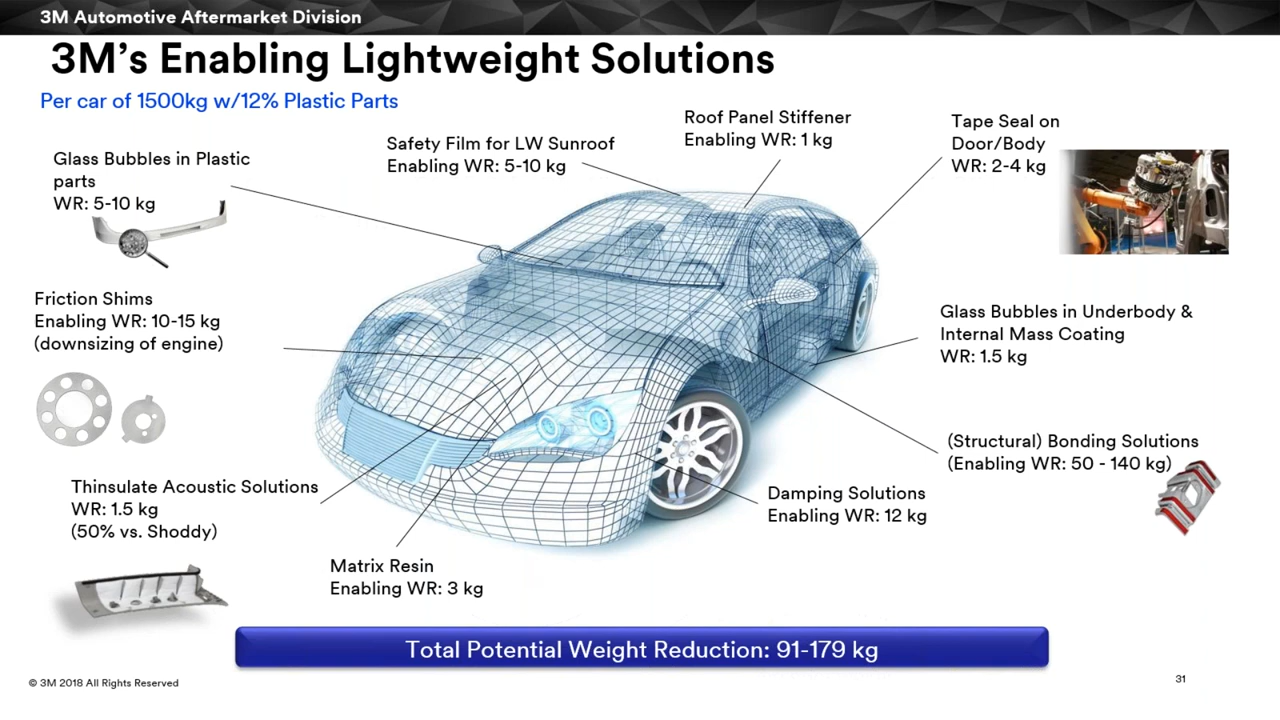 3M Automotive Aftermarket Division
3M’s Enabling Lightweight Solutions
Per car of 1500kg w/12% Plastic Parts
Glass Bubbles in Plastic
parts
WR: 5-10 kg
Safety Film for LW Sunroof
Enabling WR: 5-10 kg
Roof Panel Stiffener
Enabling WR: 1 kg
Tape Seal on
Door/Body
WR: 2-4 kg
Friction Shims
Enabling WR: 10-15 kg
(downsizing of engine)
Glass Bubbles in Underbody &
Internal Mass Coating
WR: 1.5 kg
(Structural) Bonding Solutions
(Enabling WR: 50 - 140 kg)
Thinsulate Acoustic Solutions
WR: 1.5 kg
(50% vs. Shoddy)
Damping Solutions
Enabling WR: 12 kg
Matrix Resin
Enabling WR: 3 kg
Total Potential Weight Reduction: 91-179 kg
© 3M 2018 All Rights Reserved
31